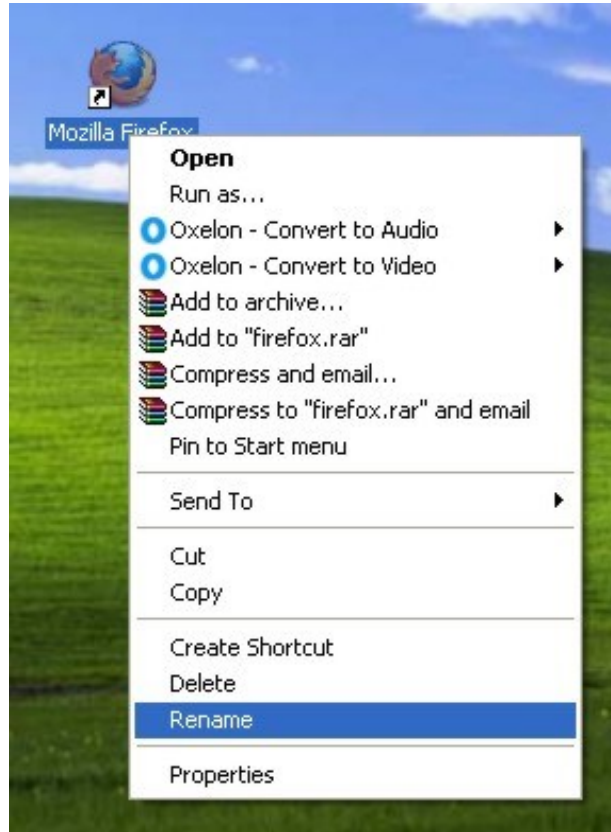 Mozilla Firefox
Open
Run as...
Oxelon - Convert to Audio
Oxelon - Convert to Video
Add to archive...
Add to "firefox.rar"
Compress and email...
Compress to "firefox.rar" and email
Pin to Start menu
Send To
Cut
Copy
Create Shortcut
Delete
Rename
Properties